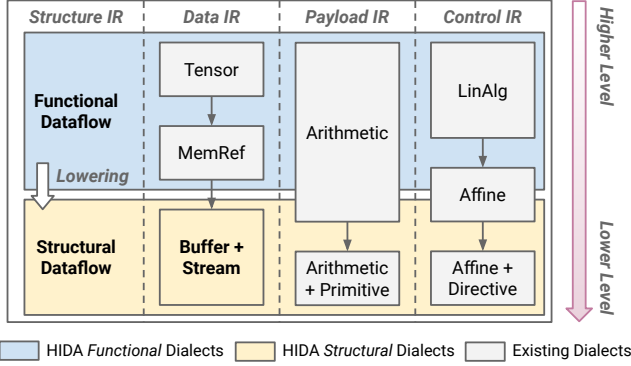 Structure IR
Data IR
Payload IR
Control IR
Higher Level
Functional
Dataflow
Tensor
MemRef
Arithmetic
LinAlg
Affine
Lowering
Structural
Dataflow
Buffer +
Stream
Arithmetic
+ Primitive
Affine +
Directive
Lower Level
HIDA Functional Dialects
HIDA Structural Dialects
Existing Dialects